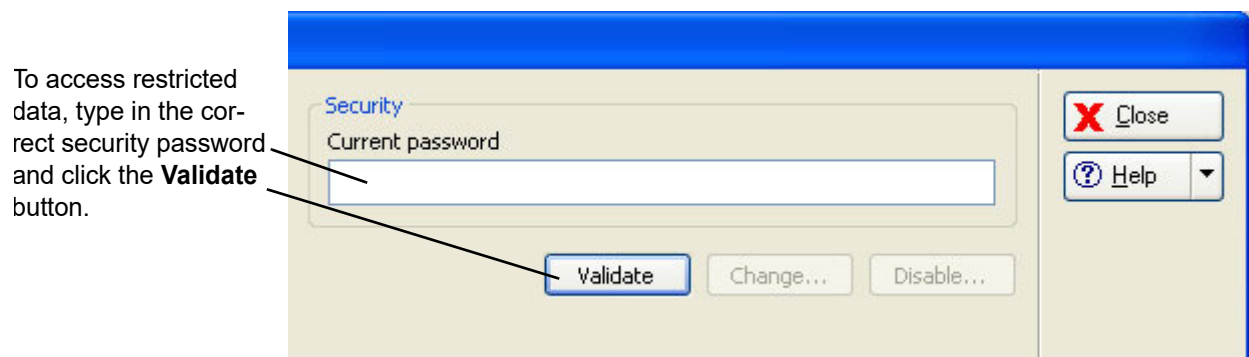 To access restricted
data, type in the cor-
rect security password
and click the Validate
button.
Security
Current password
Validate
Change...
Disable...
Close
Help